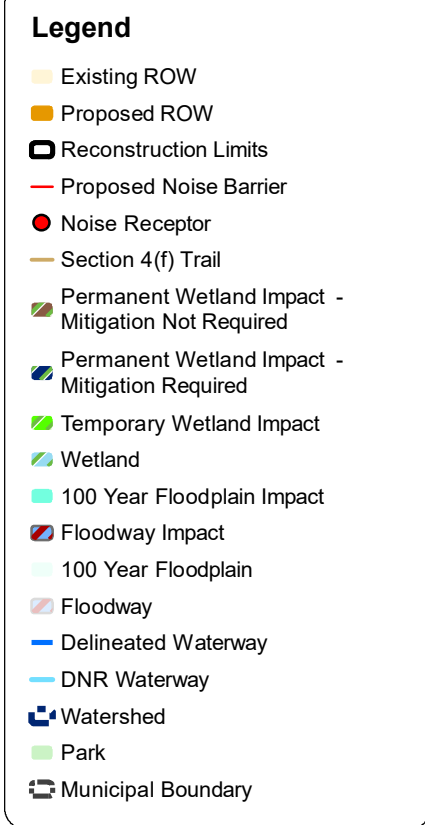 Legend
Existing ROW
Proposed ROW
Reconstruction Limits
Proposed Noise Barrier
Noise Receptor
Section 4(f) Trail
Permanent Wetland Impact -
Mitigation Not Required
Permanent Wetland Impact -
Mitigation Required
Temporary Wetland Impact
Wetland
100 Year Floodplain Impact
Floodway Impact
100 Year Floodplain
Floodway
Delineated Waterway
DNR Waterway
Watershed
Park
Municipal Boundary